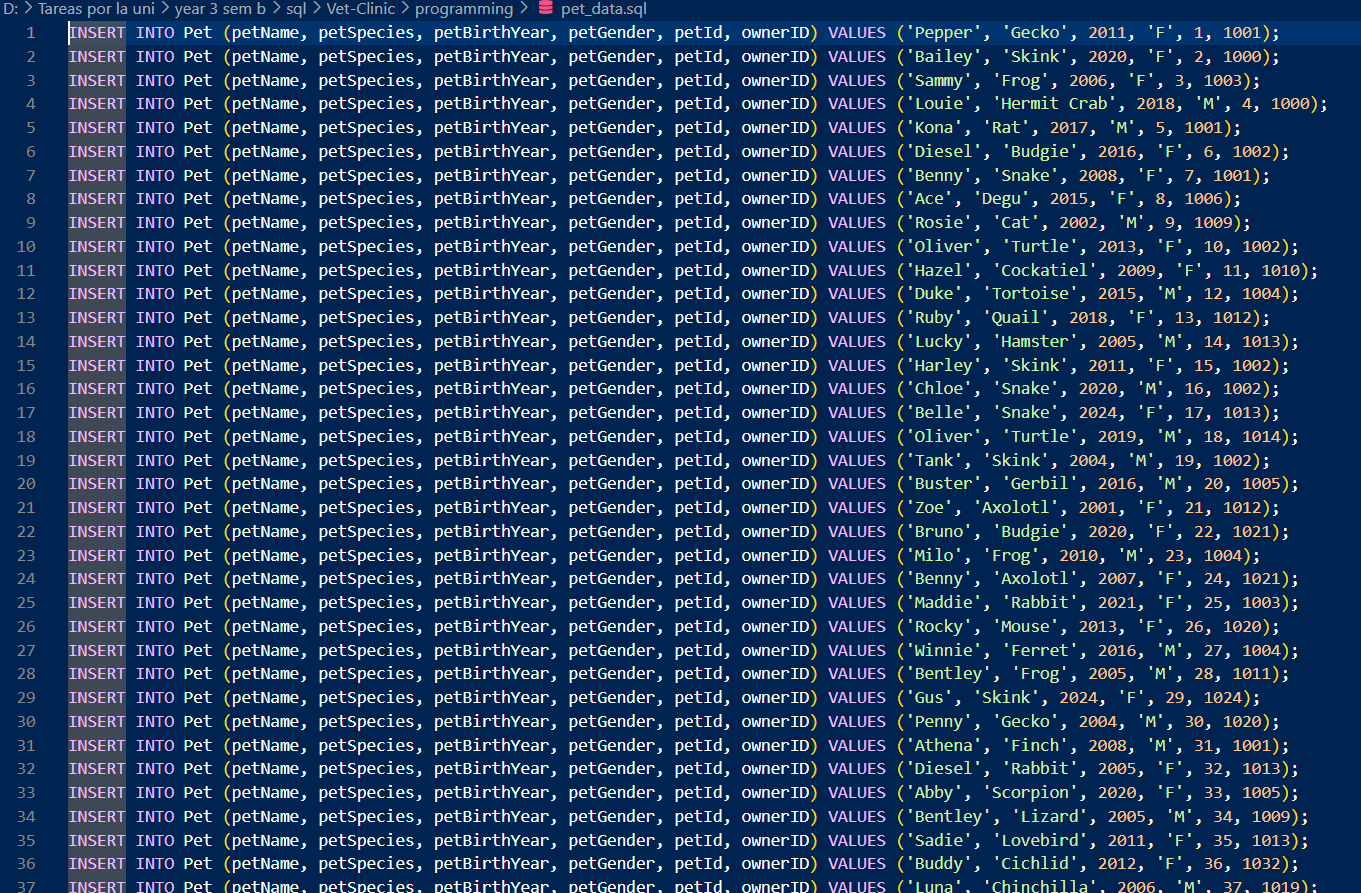 D: > Tareas por la uni > year 3 sem b > sql > Vet-Clinic > programming > pet_data.sql
1 INSERT INTO Pet (petName, petSpecies, petBirthYear, petGender, petId, ownerID) VALUES ('Pepper', 'Gecko', 2011, 'F', 1, 1001);
2 INSERT INTO Pet (petName, petSpecies, petBirthYear, petGender, petId, ownerID) VALUES ('Bailey', 'Skink', 2020, 'F', 2, 1000);
3 INSERT INTO Pet (petName, petSpecies, petBirthYear, petGender, petId, ownerID) VALUES ('Sammy', 'Frog', 2006, 'F', 3, 1003);
4 INSERT INTO Pet (petName, petSpecies, petBirthYear, petGender, petId, ownerID) VALUES ('Louie', 'Hermit Crab', 2018, 'M', 4, 1000);
5 INSERT INTO Pet (petName, petSpecies, petBirthYear, petGender, petId, ownerID) VALUES ('Kona', 'Rat', 2017, 'M', 5, 1001);
6 INSERT INTO Pet (petName, petSpecies, petBirthYear, petGender, petId, ownerID) VALUES ('Diesel', 'Budgie', 2016, 'F', 6, 1002);
7 INSERT INTO Pet (petName, petSpecies, petBirthYear, petGender, petId, ownerID) VALUES ('Benny', 'Snake', 2008, 'F', 7, 1001);
8 INSERT INTO Pet (petName, petSpecies, petBirthYear, petGender, petId, ownerID) VALUES ('Ace', 'Degu', 2015, 'F', 8, 1006);
9 INSERT INTO Pet (petName, petSpecies, petBirthYear, petGender, petId, ownerID) VALUES ('Rosie', 'Cat', 2002, 'M', 9, 1009);
10 INSERT INTO Pet (petName, petSpecies, petBirthYear, petGender, petId, ownerID) VALUES ('Oliver', 'Turtle', 2013, 'F', 10, 1002);
11 INSERT INTO Pet (petName, petSpecies, petBirthYear, petGender, petId, ownerID) VALUES ('Hazel', 'Cockatiel', 2009, 'F', 11, 1010);
12 INSERT INTO Pet (petName, petSpecies, petBirthYear, petGender, petId, ownerID) VALUES ('Duke', 'Tortoise', 2015, 'M', 12, 1004);
13 INSERT INTO Pet (petName, petSpecies, petBirthYear, petGender, petId, ownerID) VALUES ('Ruby', 'Quail', 2018, 'F', 13, 1012);
14 INSERT INTO Pet (petName, petSpecies, petBirthYear, petGender, petId, ownerID) VALUES ('Lucky', 'Hamster', 2005, 'M', 14, 1013);
15 INSERT INTO Pet (petName, petSpecies, petBirthYear, petGender, petId, ownerID) VALUES ('Harley', 'Skink', 2011, 'F', 15, 1002);
16 INSERT INTO Pet (petName, petSpecies, petBirthYear, petGender, petId, ownerID) VALUES ('Chloe', 'Snake', 2020, 'M', 16, 1002);
17 INSERT INTO Pet (petName, petSpecies, petBirthYear, petGender, petId, ownerID) VALUES ('Belle', 'Snake', 2024, 'F', 17, 1013);
18 INSERT INTO Pet (petName, petSpecies, petBirthYear, petGender, petId, ownerID) VALUES ('Oliver', 'Turtle', 2019, 'M', 18, 1014);
19 INSERT INTO Pet (petName, petSpecies, petBirthYear, petGender, petId, ownerID) VALUES ('Tank', 'Skink', 2004, 'M', 19, 1002);
20 INSERT INTO Pet (petName, petSpecies, petBirthYear, petGender, petId, ownerID) VALUES ('Buster', 'Gerbil', 2016, 'M', 20, 1005);
21 INSERT INTO Pet (petName, petSpecies, petBirthYear, petGender, petId, ownerID) VALUES ('Zoe', 'Axolotl', 2001, 'F', 21, 1012);
22 INSERT INTO Pet (petName, petSpecies, petBirthYear, petGender, petId, ownerID) VALUES ('Bruno', 'Budgie', 2020, 'F', 22, 1021);
23 INSERT INTO Pet (petName, petSpecies, petBirthYear, petGender, petId, ownerID) VALUES ('Milo', 'Frog', 2010, 'M', 23, 1004);
24 INSERT INTO Pet (petName, petSpecies, petBirthYear, petGender, petId, ownerID) VALUES ('Benny', 'Axolotl', 2007, 'F', 24, 1021);
25 INSERT INTO Pet (petName, petSpecies, petBirthYear, petGender, petId, ownerID) VALUES ('Maddie', 'Rabbit', 2021, 'F', 25, 1003);
26 INSERT INTO Pet (petName, petSpecies, petBirthYear, petGender, petId, ownerID) VALUES ('Rocky', 'Mouse', 2013, 'F', 26, 1020);
27 INSERT INTO Pet (petName, petSpecies, petBirthYear, petGender, petId, ownerID) VALUES ('Winnie', 'Ferret', 2016, 'M', 27, 1004);
28 INSERT INTO Pet (petName, petSpecies, petBirthYear, petGender, petId, ownerID) VALUES ('Bentley', 'Frog', 2005, 'M', 28, 1011);
29 INSERT INTO Pet (petName, petSpecies, petBirthYear, petGender, petId, ownerID) VALUES ('Gus', 'Skink', 2024, 'F', 29, 1024);
30 INSERT INTO Pet (petName, petSpecies, petBirthYear, petGender, petId, ownerID) VALUES ('Penny', 'Gecko', 2004, 'M', 30, 1020);
31 INSERT INTO Pet (petName, petSpecies, petBirthYear, petGender, petId, ownerID) VALUES ('Athena', 'Finch', 2008, 'M', 31, 1001);
32 INSERT INTO Pet (petName, petSpecies, petBirthYear, petGender, petId, ownerID) VALUES ('Diesel', 'Rabbit', 2005, 'F', 32, 1013);
33 INSERT INTO Pet (petName, petSpecies, petBirthYear, petGender, petId, ownerID) VALUES ('Abby', 'Scorpion', 2020, 'F', 33, 1005);
34 INSERT INTO Pet (petName, petSpecies, petBirthYear, petGender, petId, ownerID) VALUES ('Bentley', 'Lizard', 2005, 'M', 34, 1009);
35 INSERT INTO Pet (petName, petSpecies, petBirthYear, petGender, petId, ownerID) VALUES ('Sadie', 'Lovebird', 2011, 'F', 35, 1013);
36 INSERT INTO Pet (petName, petSpecies, petBirthYear, petGender, petId, ownerID) VALUES ('Buddy', 'Cichlid', 2012, 'F', 36, 1032);
37 INSERT INTO Pet (petName, petSpecies, petBirthYear, petGender, petId, ownerID) VALUES ('Luna', 'Chinchilla', 2006, 'M', 37, 1019);